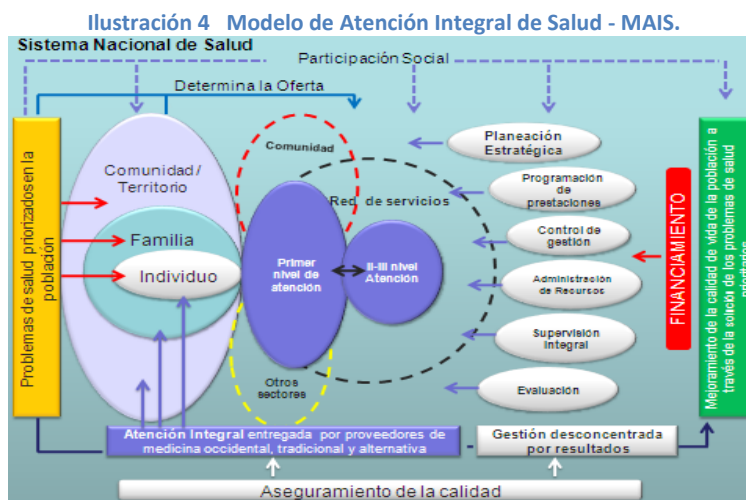 Ilustración 4 Modelo de Atención Integral de Salud - MAIS.
Sistema Nacional de Salud
Participación Social
Determina la Oferta
Problemas de salud priorizadosen la
población
Comunidad /
Territorio
Familia
Individuo
Comunidad
Red de servicios
Primer
nivel de
atención
II-III nivel
Atención
Otros
sectores
Planeación
Estratégica
Programación
de
prestaciones
Control de
gestión
Administración
de Recursos
Supervisión
Integral
Evaluación
FINANCIAMIENTO
Mejoramiento de la calidad de vida de la población a
través de la solución de los problemas de salud
Atención Integral entregada por proveedores de
medicina occidental, tradicional y alternativa
Gestión desconcentrada
por resultados
Aseguramiento de la calidad